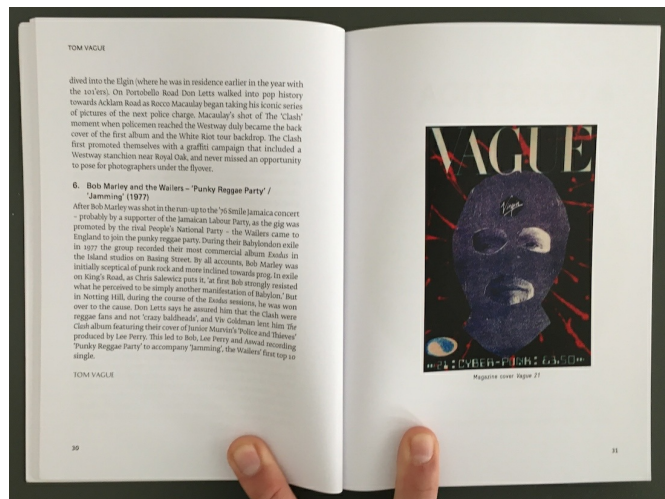 TOM VAGUE
dived into the Elgin (where he was in residence earlier in the year with
the 101'ers). On Portobello Road Don Letts walked into pop history
towards Acklam Road as Rocco Macaulay began taking his iconic series
of pictures of the next police charge. Macaulay's shot of The 'Clash'
moment when policemen reached the Westway duly became the back
cover of the first album and the White Riot tour backdrop. The Clash
first promoted themselves with a graffiti campaign that included a
Westway stanchion near Royal Oak, and never missed an opportunity
to pose for photographers under the flyover.
6. Bob Marley and the Wailers – 'Punky Reggae Party' /
'Jamming' (1977)
After Bob Marley was shot in the run-up to the '76 Smile Jamaica concert
– probably by a supporter of the Jamaican Labour Party, as the gig was
promoted by the rival People's National Party – the Wailers came to
England to join the punky reggae party. During their Babylondon exile
in 1977 the group recorded their most commercial album Exodus in
the Island studios on Basing Street. By all accounts, Bob Marley was
initially sceptical of punk rock and more inclined towards prog. In exile
on King's Road, as Chris Salewicz puts it, 'at first Bob strongly resisted
what he perceived to be simply another manifestation of Babylon.' But
in Notting Hill, during the course of the Exodus sessions, he was won
over to the cause. Don Letts says he assured him that the Clash were
reggae fans and not 'crazy baldheads', and Viv Goldman lent him The
Clash album featuring their cover of Junior Murvin's 'Police and Thieves'
produced by Lee Perry. This led to Bob, Lee Perry and Aswad recording
'Punky Reggae Party' to accompany 'Jamming', the Wailers' first top 10
single.
TOM VAGUE
30
VAGUE
Virgin
21: CYBER-PUNK: £3.50
Magazine cover Vague 21
31